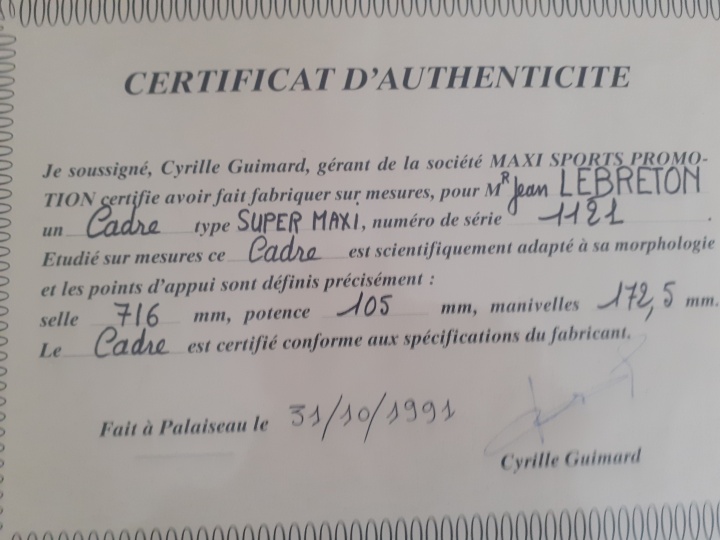 CERTIFICAT D'AUTHENTICITE
Je soussigné, Cyrille Guimard, gérant de la société MAXI SPORTS PROMO-
TION certifie avoir fait fabriquer sur mesures, pour Mr Jean LEBRETON
un Cadre type SUPER MAXI, numéro de série 1121.
Etudié sur mesures ce Cadre est scientifiquement adapté à sa morphologie
et les points d'appui sont définis précisément :
selle 716 mm, potence 105 mm, manivelles 172,5 mm.
Le Cadre est certifié conforme aux spécifications du fabricant.
Fait à Palaiseau le 31/10/1991
Cyrille Guimard